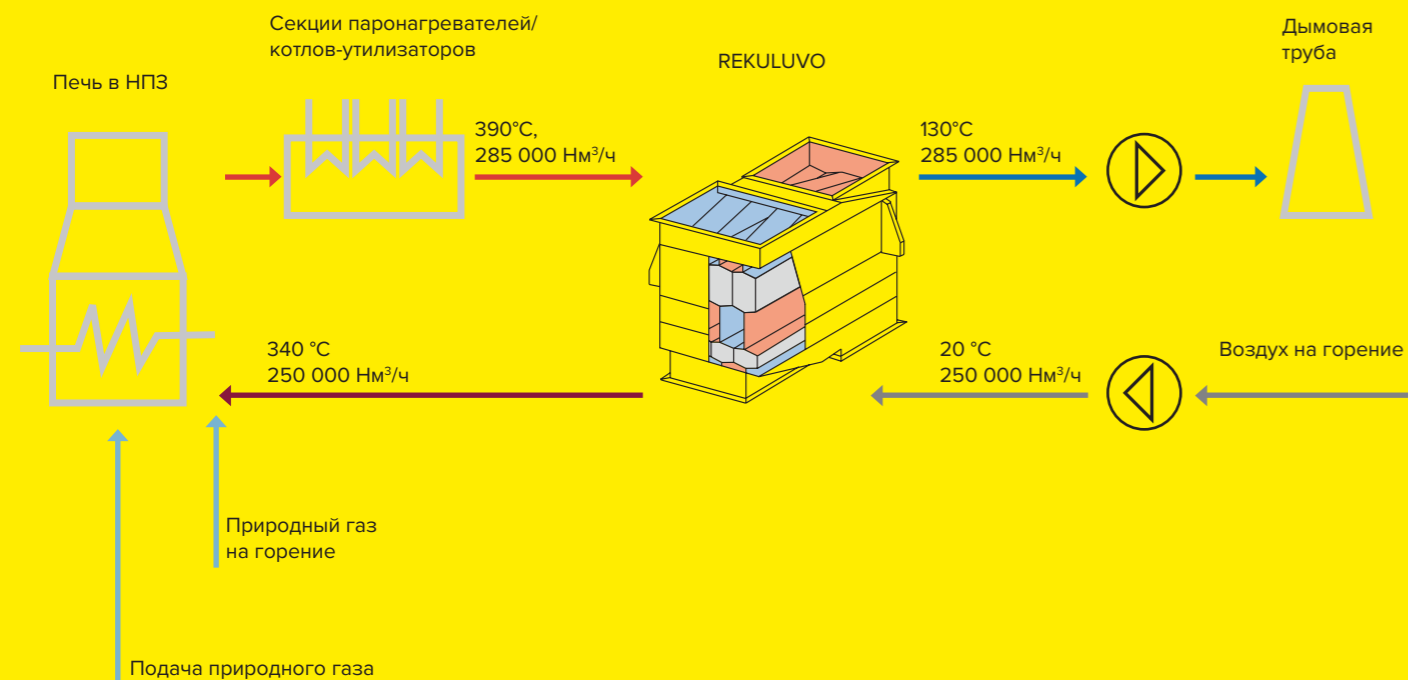 Секции паронагревателей/
котлов-утилизаторов
Дымовая
труба
REKULUVO
Печь в НПЗ
390°C,
285 000 Нм³/ч
130°C
285 000 Нм³/ч
340 °C
250 000 Нм³/ч
20 °C
250 000 Нм³/ч
Воздух на горение
Природный газ
на горение
Подача природного газа